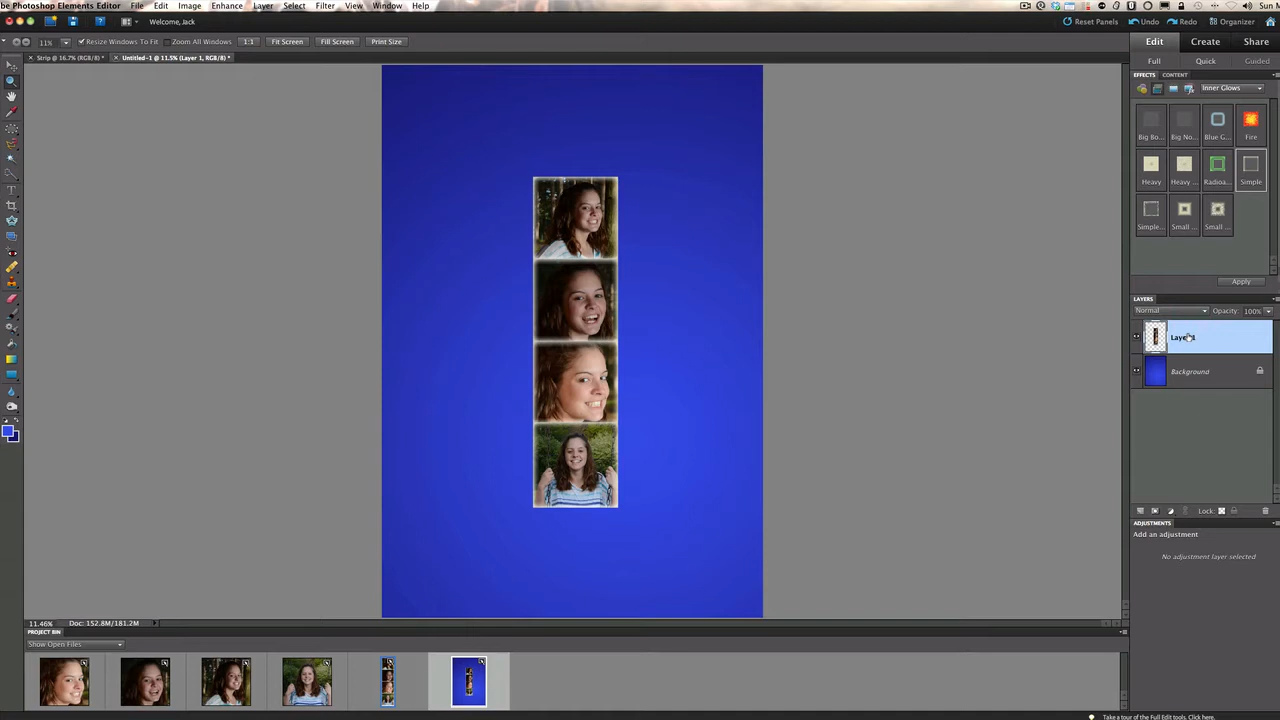 be Photoshop Elements Editor File Edit Image Enhance Layer Select Filter View Window Help Sun M
Welcome, Jack Reset Panels Undo Redo Organizer
11% Resize Windows To Fit Zoom All Windows 1:1 Fit Screen Fill Screen Print Size Edit Create Share
Strip @ 16.7% (RGB/8) * Untitled-1 @ 11.5% (Layer 1, RGB/8) * Full Quick Guided
EFFECTS CONTENT
Inner Glows
Big Bo... Big No... Blue G... Fire
Heavy Heavy ... Radioa... Simple
Simple... Small ... Small ...
Apply
LAYERS
Normal Opacity: 100%
Layer 1
Background
Lock:
ADJUSTMENTS
Add an adjustment
No adjustment layer selected
11.46% Doc: 152.8M/181.2M
PROJECT BIN
Show Open Files
Take a tour of the Full Edit tools. Click here.